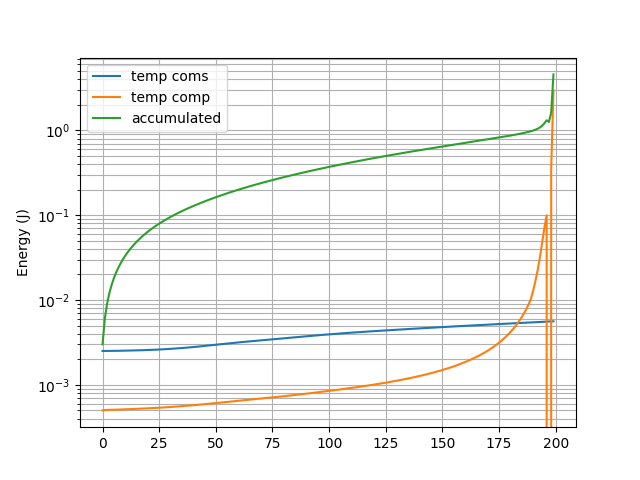 temp coms
temp comp
accumulated
Energy (J)
10⁰
10⁻¹
10⁻²
10⁻³
0 25 50 75 100 125 150 175 200